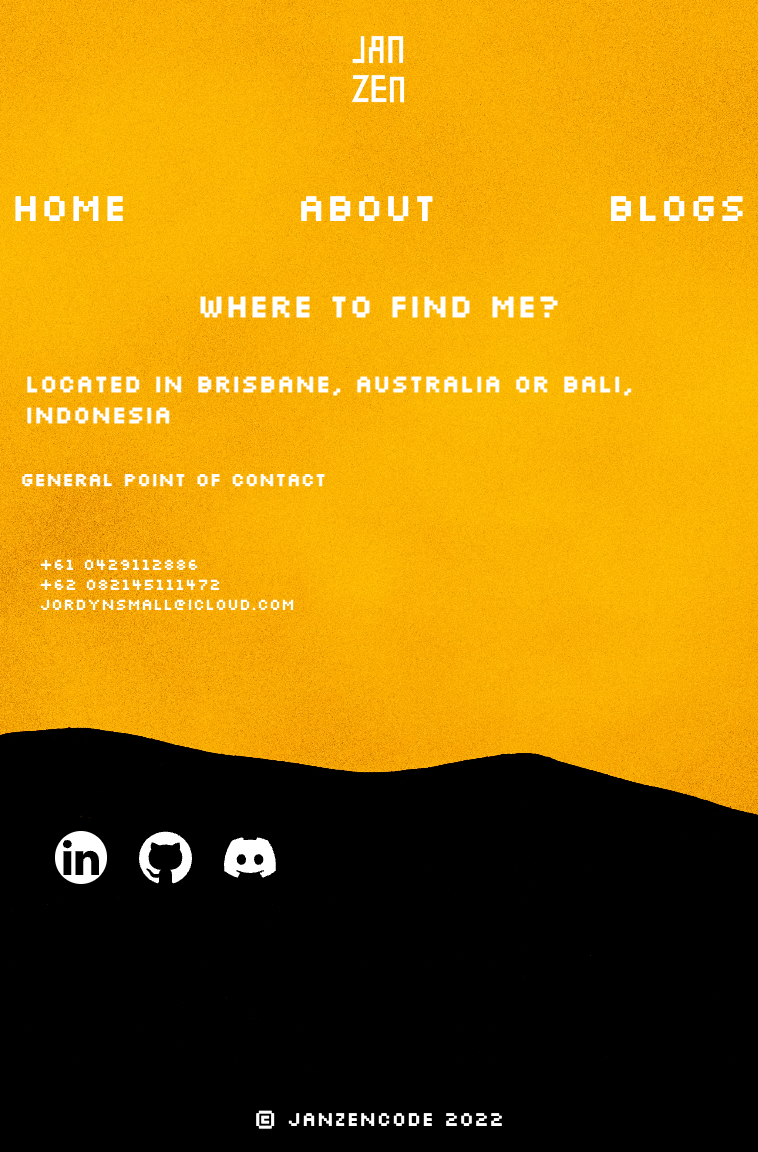 JAN
ZEN
HOME ABOUT BLOGS
WHERE TO FIND ME?
LOCATED IN BRISBANE, AUSTRALIA OR BALI,
INDONESIA
GENERAL POINT OF CONTACT
+61 0429112886
+62 082145111472
JORDYNSMALL@ICLOUD.COM
in
© JANZENCODE 2022